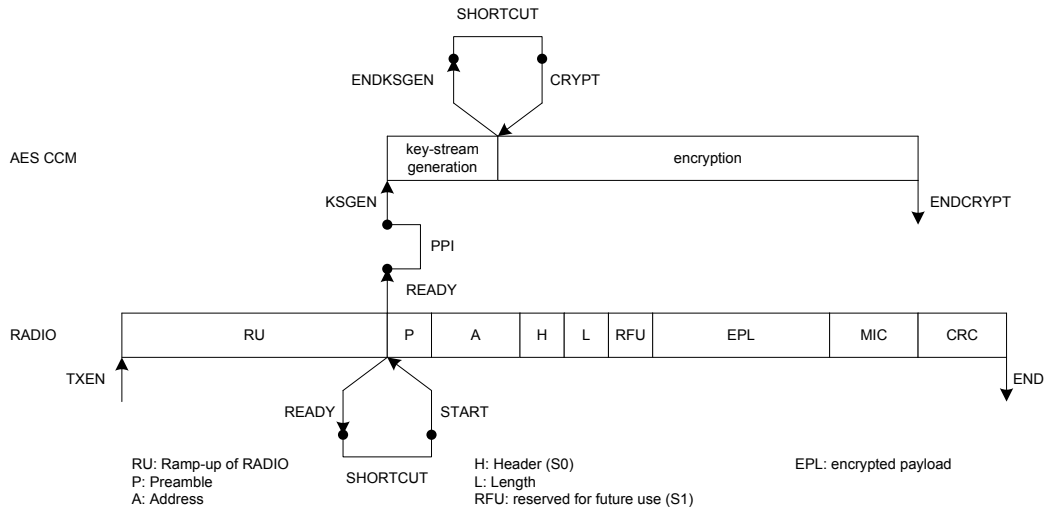 SHORTCUT
ENDKSGEN
CRYPT
AES CCM
key-stream
generation
encryption
KSGEN
ENDCRYPT
PPI
READY
RADIO
RU
P
A
H
L
RFU
EPL
MIC
CRC
TXEN
END
READY
START
SHORTCUT
RU: Ramp-up of RADIO
P: Preamble
A: Address
H: Header (S0)
L: Length
RFU: reserved for future use (S1)
EPL: encrypted payload